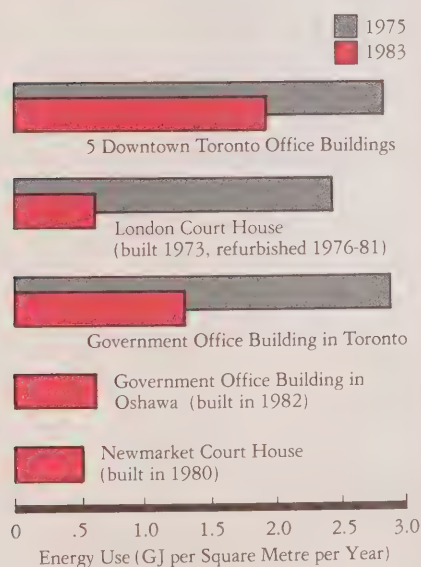 1975
1983
5 Downtown Toronto Office Buildings
London Court House
(built 1973, refurbished 1976-81)
Government Office Building in Toronto
Government Office Building in
Oshawa (built in 1982)
Newmarket Court House
(built in 1980)
0 .5 1.0 1.5 2.0 2.5 3.0
Energy Use (GJ per Square Metre per Year)